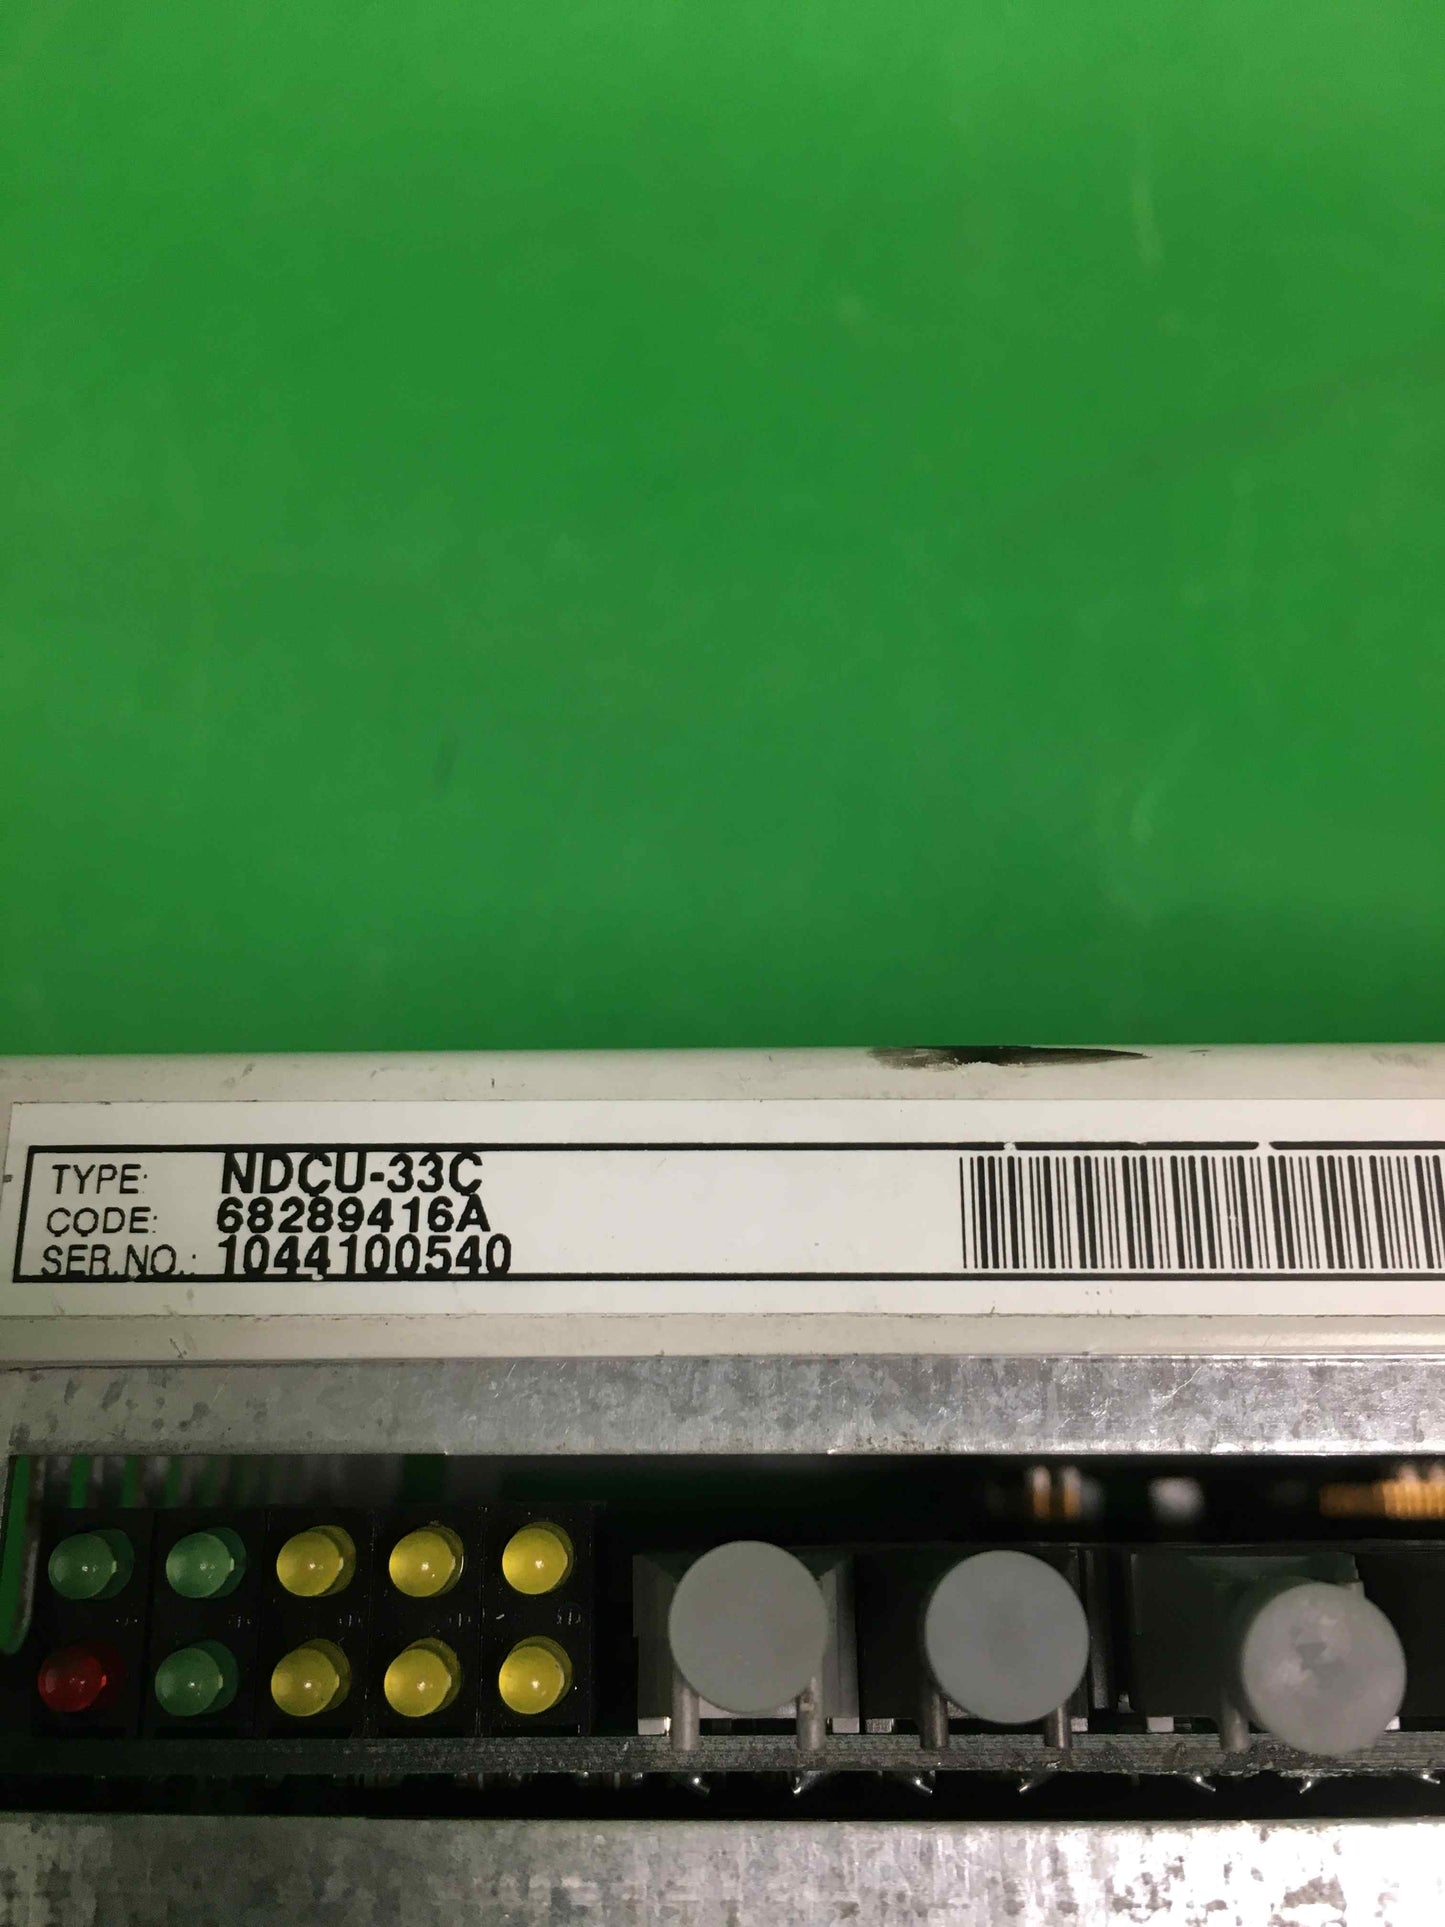 TYPE: NDCU-33C
CODE: 68289416A
SER.NO.: 1044100540